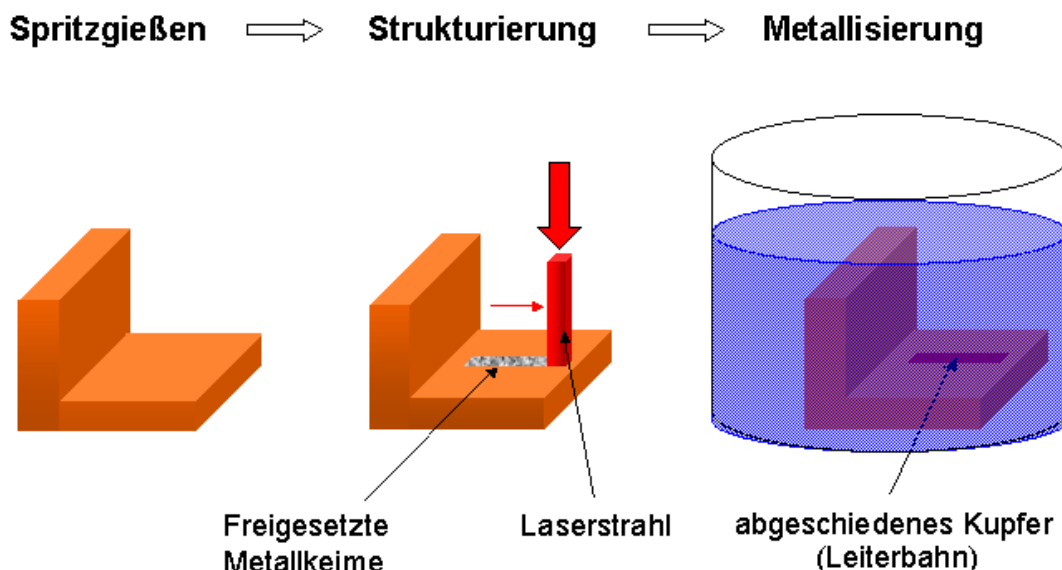 Spritzgießen
Strukturierung
Metallisierung
Freigesetzte
Metallkeime
Laserstrahl
abgeschiedenes Kupfer
(Leiterbahn)